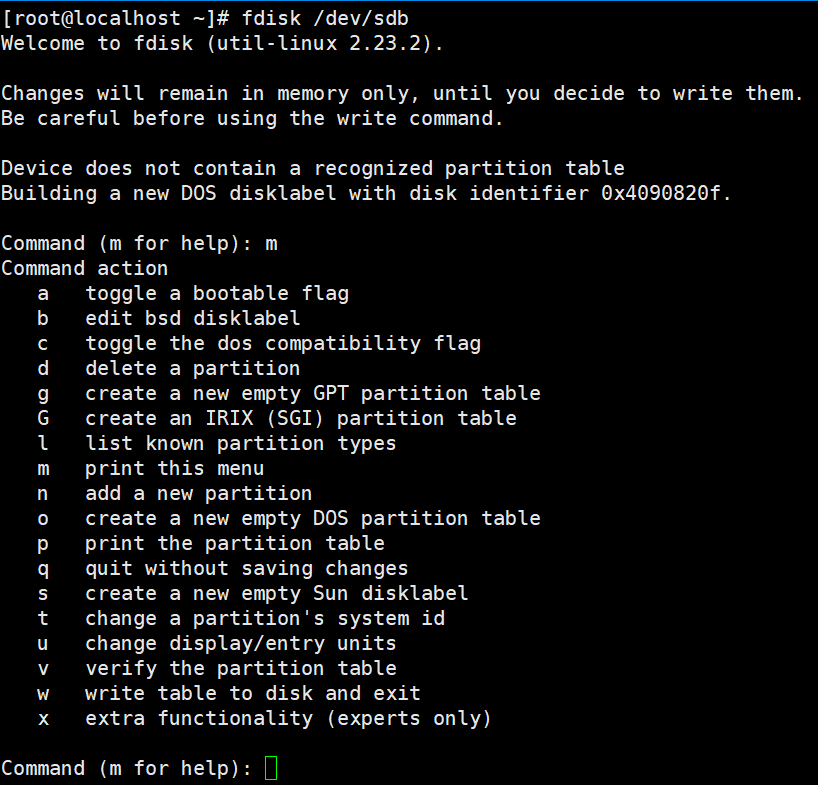 [root@localhost ~]# fdisk /dev/sdb
Welcome to fdisk (util-linux 2.23.2).

Changes will remain in memory only, until you decide to write them.
Be careful before using the write command.

Device does not contain a recognized partition table
Building a new DOS disklabel with disk identifier 0x4090820f.

Command (m for help): m
Command action
   a   toggle a bootable flag
   b   edit bsd disklabel
   c   toggle the dos compatibility flag
   d   delete a partition
   g   create a new empty GPT partition table
   G   create an IRIX (SGI) partition table
   l   list known partition types
   m   print this menu
   n   add a new partition
   o   create a new empty DOS partition table
   p   print the partition table
   q   quit without saving changes
   s   create a new empty Sun disklabel
   t   change a partition's system id
   u   change display/entry units
   v   verify the partition table
   w   write table to disk and exit
   x   extra functionality (experts only)

Command (m for help):